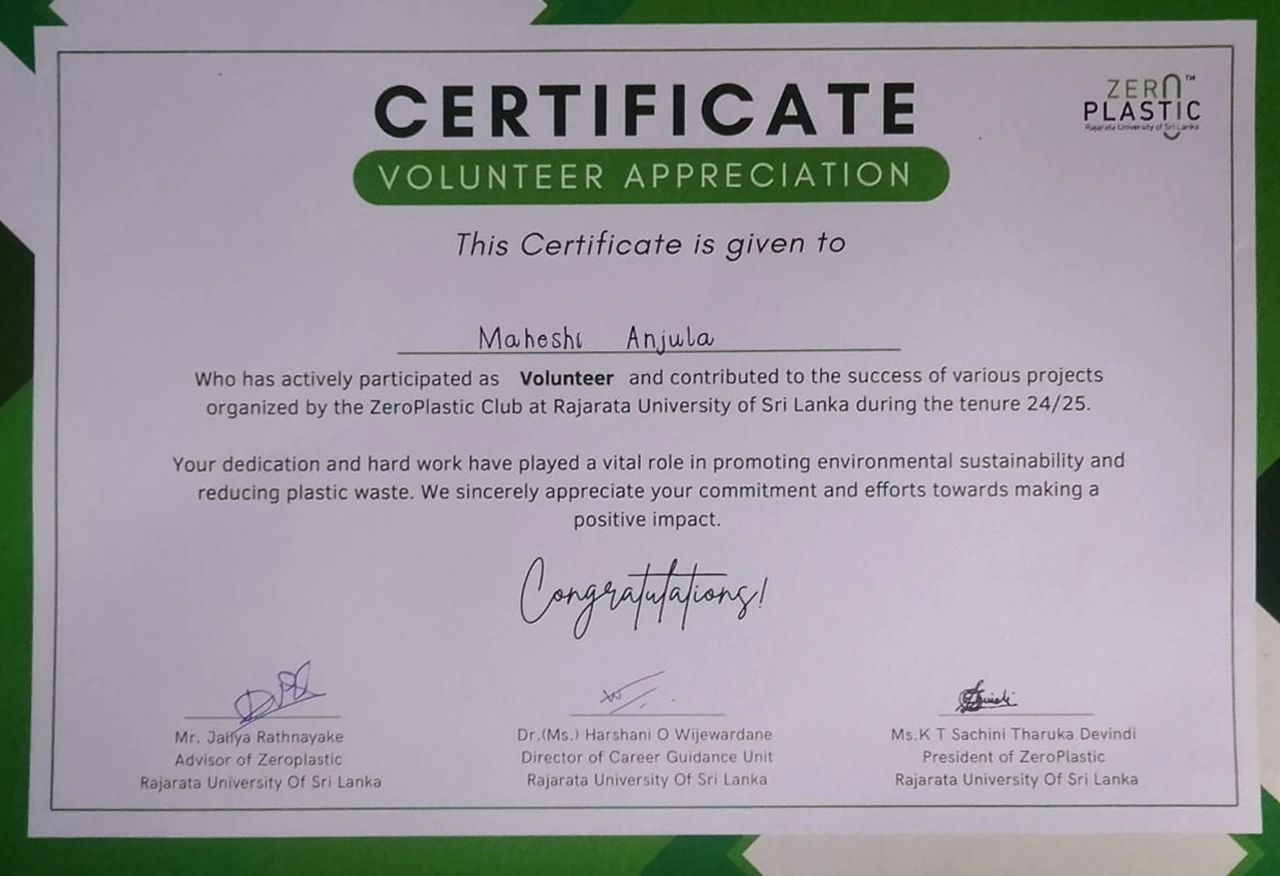 CERTIFICATE
VOLUNTEER APPRECIATION
ZERO™
PLASTIC
Rajarata University of Sri Lanka
This Certificate is given to
Maheshi Anjula
Who has actively participated as Volunteer and contributed to the success of various projects
organized by the ZeroPlastic Club at Rajarata University of Sri Lanka during the tenure 24/25.
Your dedication and hard work have played a vital role in promoting environmental sustainability and
reducing plastic waste. We sincerely appreciate your commitment and efforts towards making a
positive impact.
Congratulations!
Mr. Rathnayake
Advisor of Zeroplastic
Rajarata University Of Sri Lanka
Dr.(Ms.) Harshani O Wijewardane
Director of Career Guidance Unit
Rajarata University Of Sri Lanka
Ms.K T Sachini Tharuka Devindi
President of ZeroPlastic
Rajarata University Of Sri Lanka